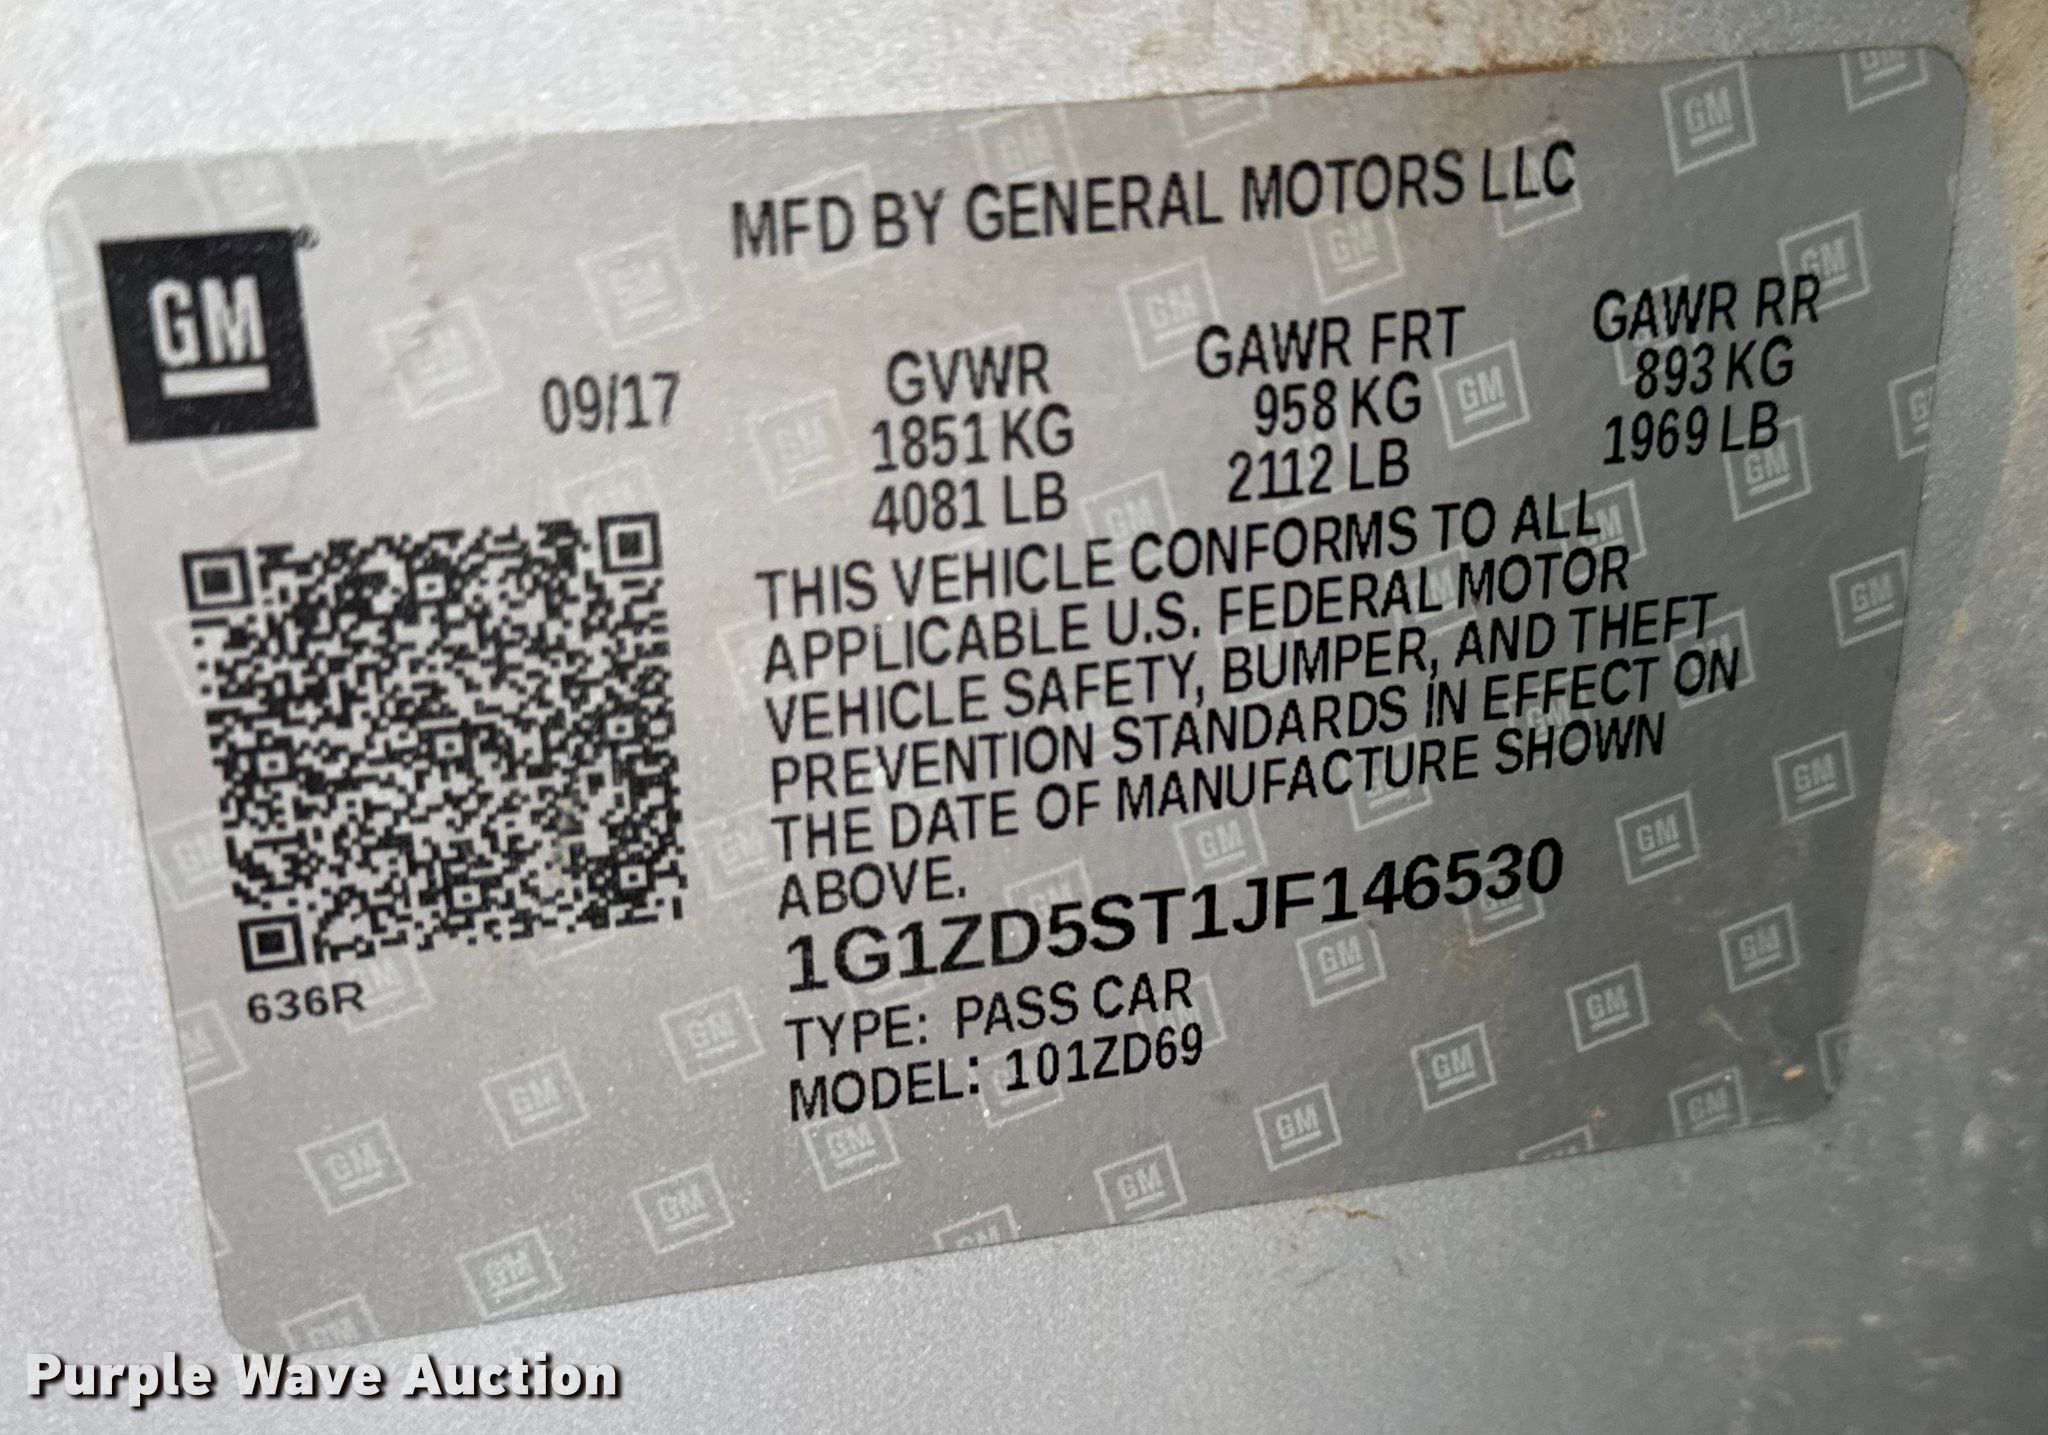 MFD BY GENERAL MOTORS LLC
GM
09/17
GVWR GAWR FRT GAWR RR
1851 KG 958 KG 893 KG
4081 LB 2112 LB 1969 LB
THIS VEHICLE CONFORMS TO ALL
APPLICABLE U.S. FEDERAL MOTOR
VEHICLE SAFETY, BUMPER, AND THEFT
PREVENTION STANDARDS IN EFFECT ON
THE DATE OF MANUFACTURE SHOWN
ABOVE.
1G1ZD5ST1JF146530
636R
TYPE: PASS CAR
MODEL: 101ZD69
Purple Wave Auction